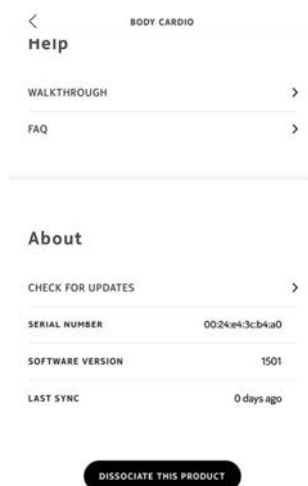 BODY CARDIO
Help
WALKTHROUGH
FAQ
About
CHECK FOR UPDATES
SERIAL NUMBER 00:24:e4:3c:b4:a0
SOFTWARE VERSION 1501
LAST SYNC 0 days ago
DISSOCIATE THIS PRODUCT